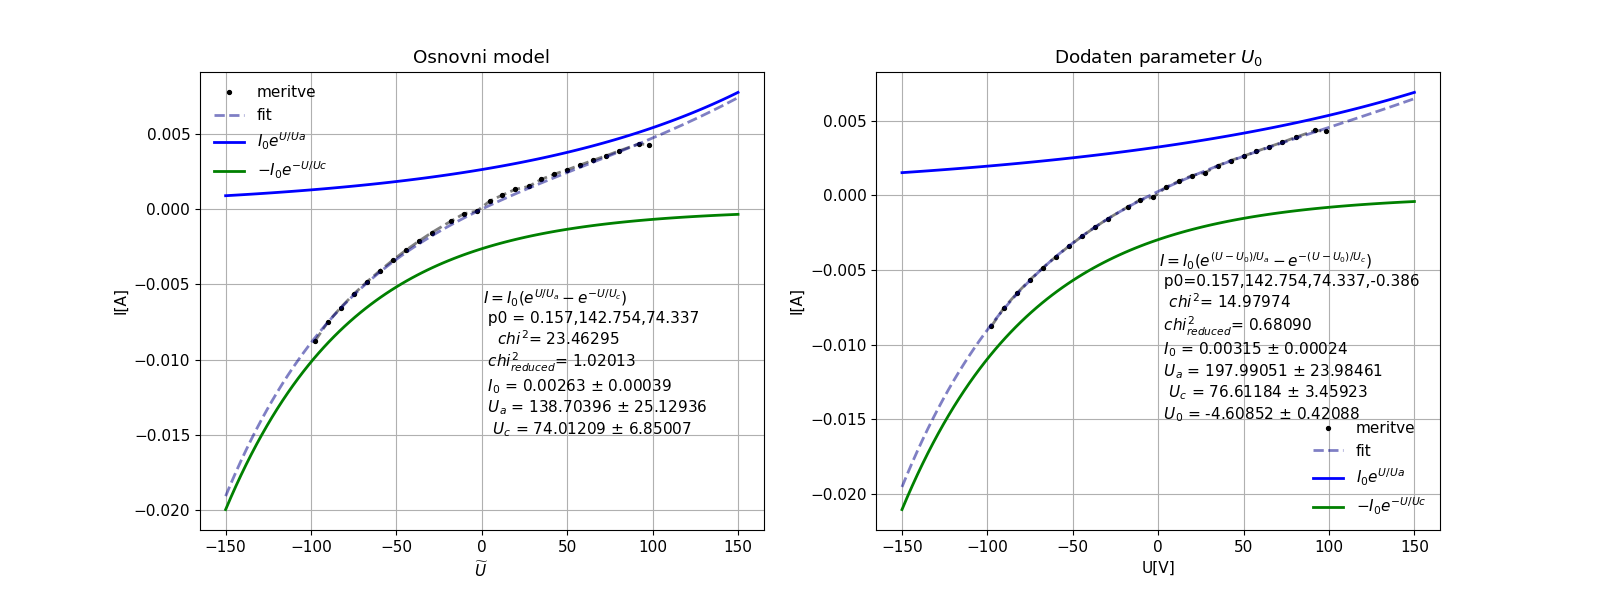 Osnovni model
meritve
fit
I₀e^{U/Ua}
−I₀e^{−U/Uc}
0.005
0.000
−0.005
−0.010
−0.015
−0.020
I[A]
I = I₀(e^{U/Uₐ} − e^{−U/U_c})
p0 = 0.157,142.754,74.337
chi²= 23.46295
chi²_{reduced}= 1.02013
I₀ = 0.00263 ± 0.00039
Uₐ = 138.70396 ± 25.12936
U_c = 74.01209 ± 6.85007
−150 −100 −50 0 50 100 150
Ũ
Dodaten parameter U₀
0.005
0.000
−0.005
−0.010
−0.015
−0.020
I[A]
I = I₀(e^{(U−U₀)/Uₐ} − e^{−(U−U₀)/U_c})
p0=0.157,142.754,74.337,-0.386
chi²= 14.97974
chi²_{reduced}= 0.68090
I₀ = 0.00315 ± 0.00024
Uₐ = 197.99051 ± 23.98461
U_c = 76.61184 ± 3.45923
U₀ = -4.60852 ± 0.42088
meritve
fit
I₀e^{U/Ua}
−I₀e^{−U/Uc}
−150 −100 −50 0 50 100 150
U[V]